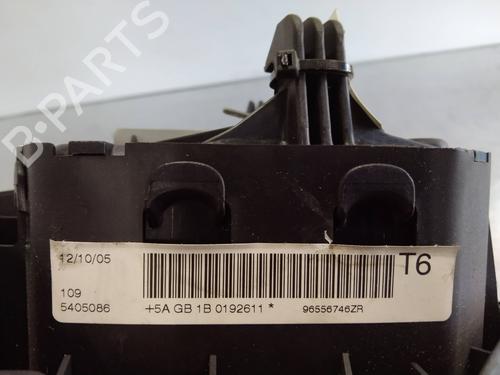 B-PARTS
12/10/05
T6
109
5405086
+5A GB 1B 0192611 *
96556746ZR